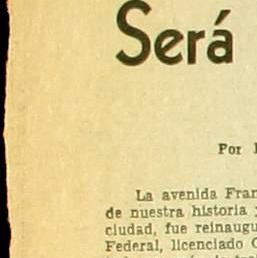 Será
Por
La avenida Fran
de nuestra historia
ciudad, fue reinaugu
Federal, licenciado